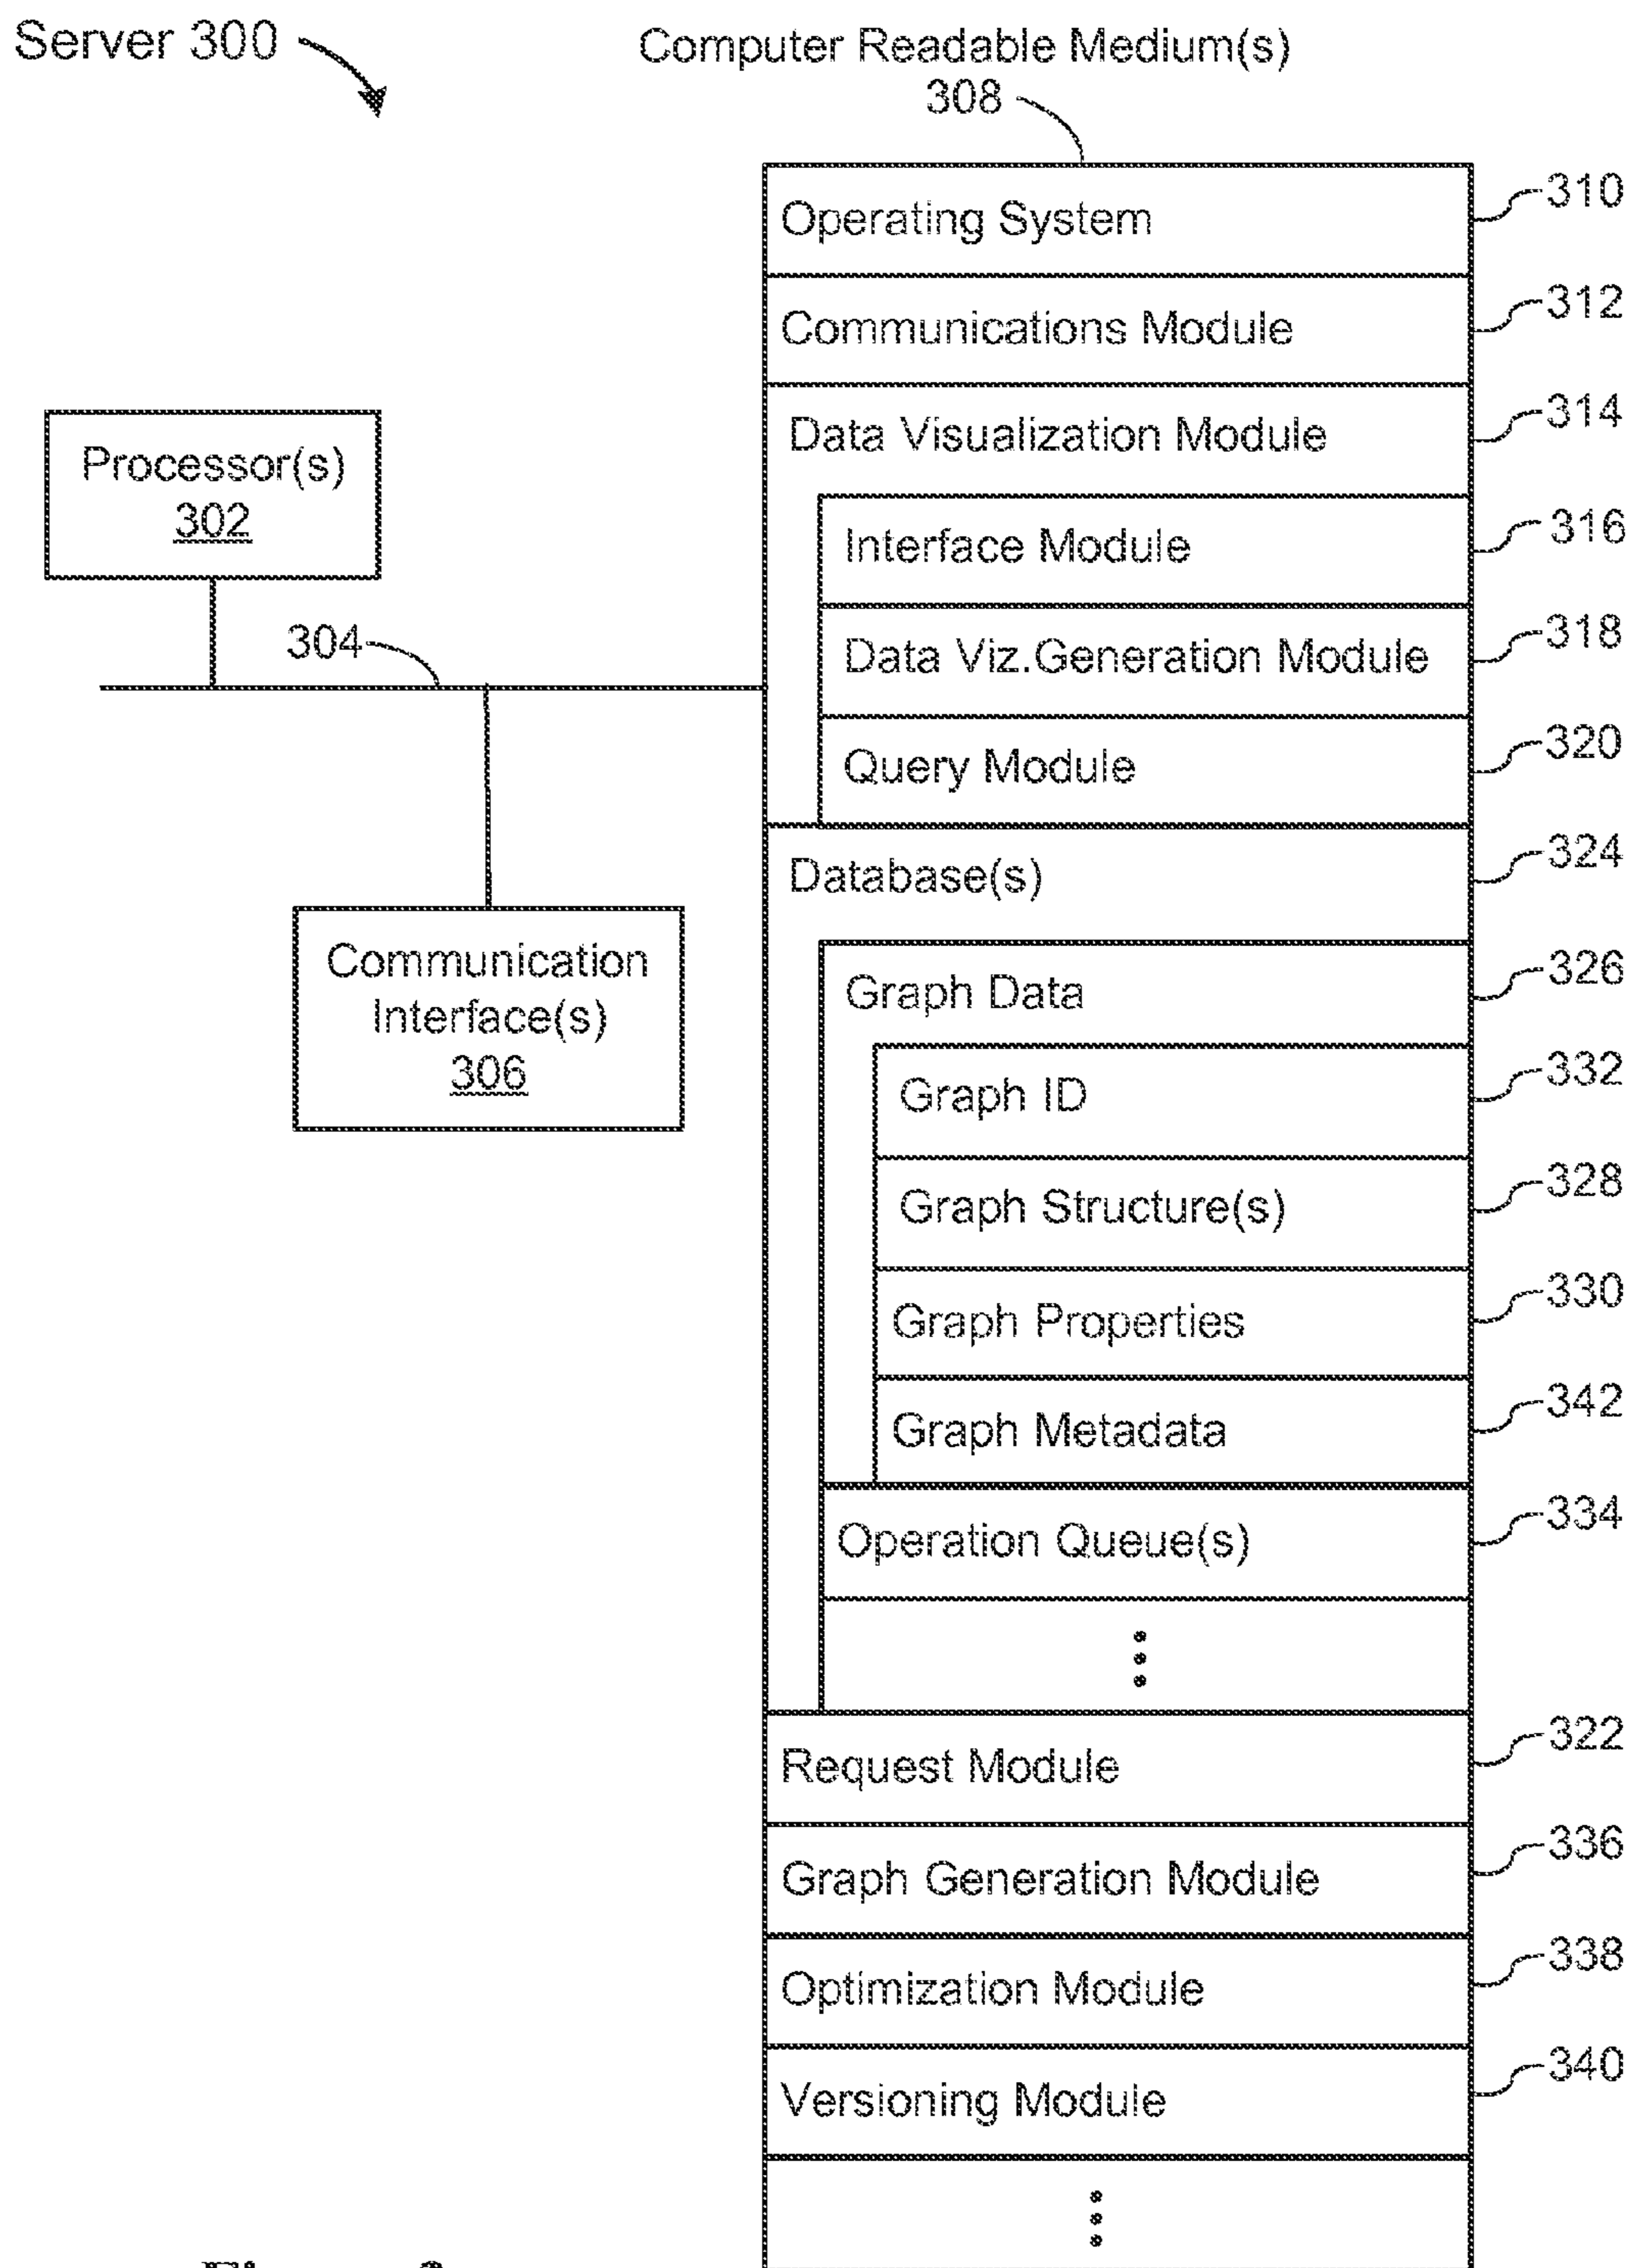 Server 300
Computer Readable Medium(s)
308
Operating System
310
Communications Module
312
Data Visualization Module
314
Processor(s)
302
Interface Module
316
304
Data Viz.Generation Module
318
Query Module
320
Database(s)
324
Communication
Interface(s)
306
Graph Data
326
Graph ID
332
Graph Structure(s)
328
Graph Properties
330
Graph Metadata
342
Operation Queue(s)
334
Request Module
322
Graph Generation Module
336
Optimization Module
338
Versioning Module
340